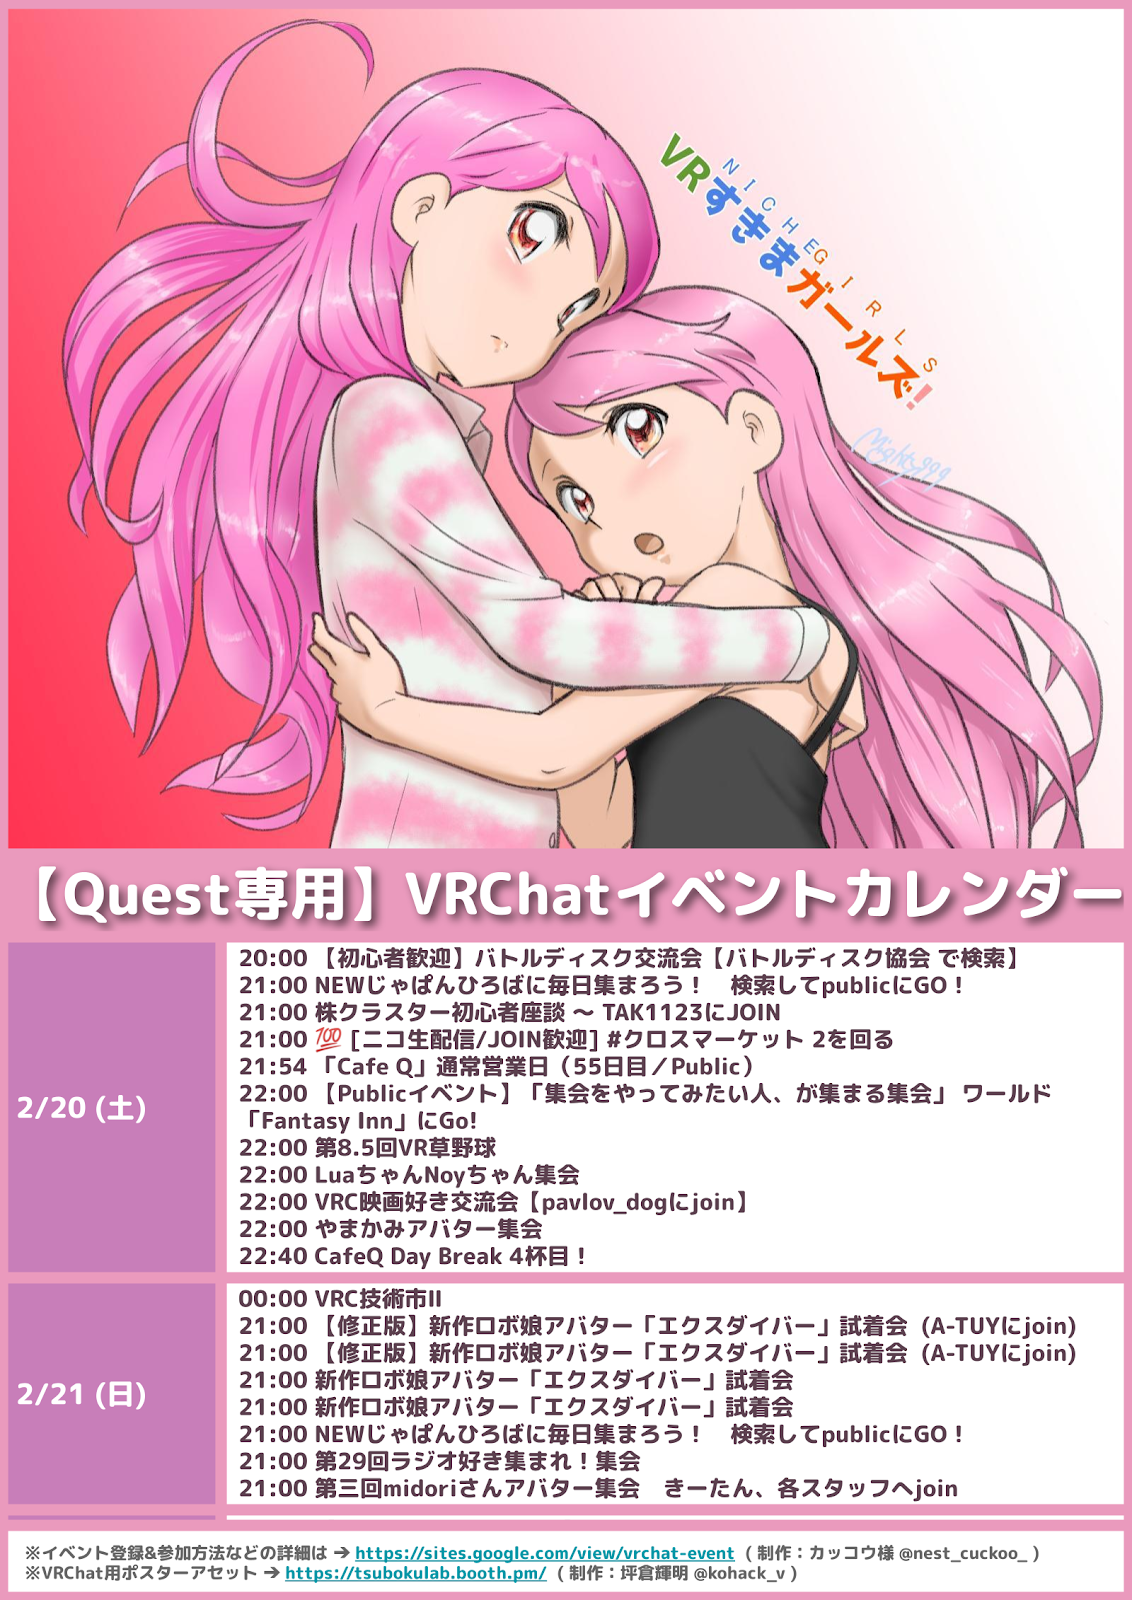 VRすきまガールズ!
NICHE GIRLS
Mighty999
【Quest専用】VRChatイベントカレンダー
2/20 (土)
20:00 【初心者歓迎】バトルディスク交流会【バトルディスク協会 で検索】
21:00 NEWじゃぱんひろばに毎日集まろう！　検索してpublicにGO！
21:00 株クラスター初心者座談 ～ TAK1123にJOIN
21:00 💯 [ニコ生配信/JOIN歓迎] #クロスマーケット 2を回る
21:54 「Cafe Q」通常営業日（55日目／Public）
22:00 【Publicイベント】「集会をやってみたい人、が集まる集会」 ワールド
「Fantasy Inn」にGo!
22:00 第8.5回VR草野球
22:00 LuaちゃんNoyちゃん集会
22:00 VRC映画好き交流会【pavlov_dogにjoin】
22:00 やまかみアバター集会
22:40 CafeQ Day Break 4杯目！
2/21 (日)
00:00 VRC技術市II
21:00 【修正版】新作ロボ娘アバター「エクスダイバー」試着会 (A-TUYにjoin)
21:00 【修正版】新作ロボ娘アバター「エクスダイバー」試着会 (A-TUYにjoin)
21:00 新作ロボ娘アバター「エクスダイバー」試着会
21:00 新作ロボ娘アバター「エクスダイバー」試着会
21:00 NEWじゃぱんひろばに毎日集まろう！　検索してpublicにGO！
21:00 第29回ラジオ好き集まれ！集会
21:00 第三回midoriさんアバター集会　きーたん、各スタッフへjoin
※イベント登録&参加方法などの詳細は ➔ https://sites.google.com/view/vrchat-event （ 制作：カッコウ様 @nest_cuckoo_ ）
※VRChat用ポスターアセット ➔ https://tsubokulab.booth.pm/ （ 制作：坪倉輝明 @kohack_v ）